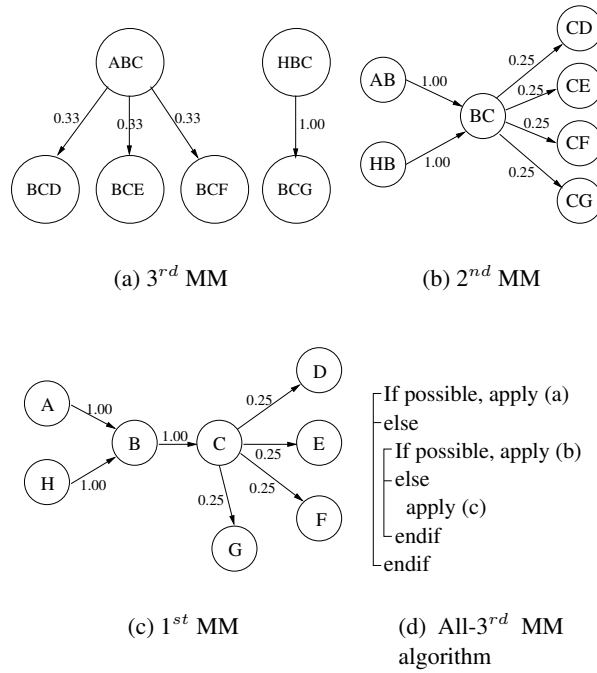 ABC
HBC
0.33
0.33
0.33
1.00
BCD
BCE
BCF
BCG
(a) 3rd MM
AB
HB
1.00
1.00
BC
0.25
0.25
0.25
0.25
CD
CE
CF
CG
(b) 2nd MM
A
H
1.00
1.00
B
1.00
C
0.25
0.25
0.25
0.25
D
E
F
G
(c) 1st MM
If possible, apply (a)
else
If possible, apply (b)
else
apply (c)
endif
endif
(d) All-3rd MM
algorithm